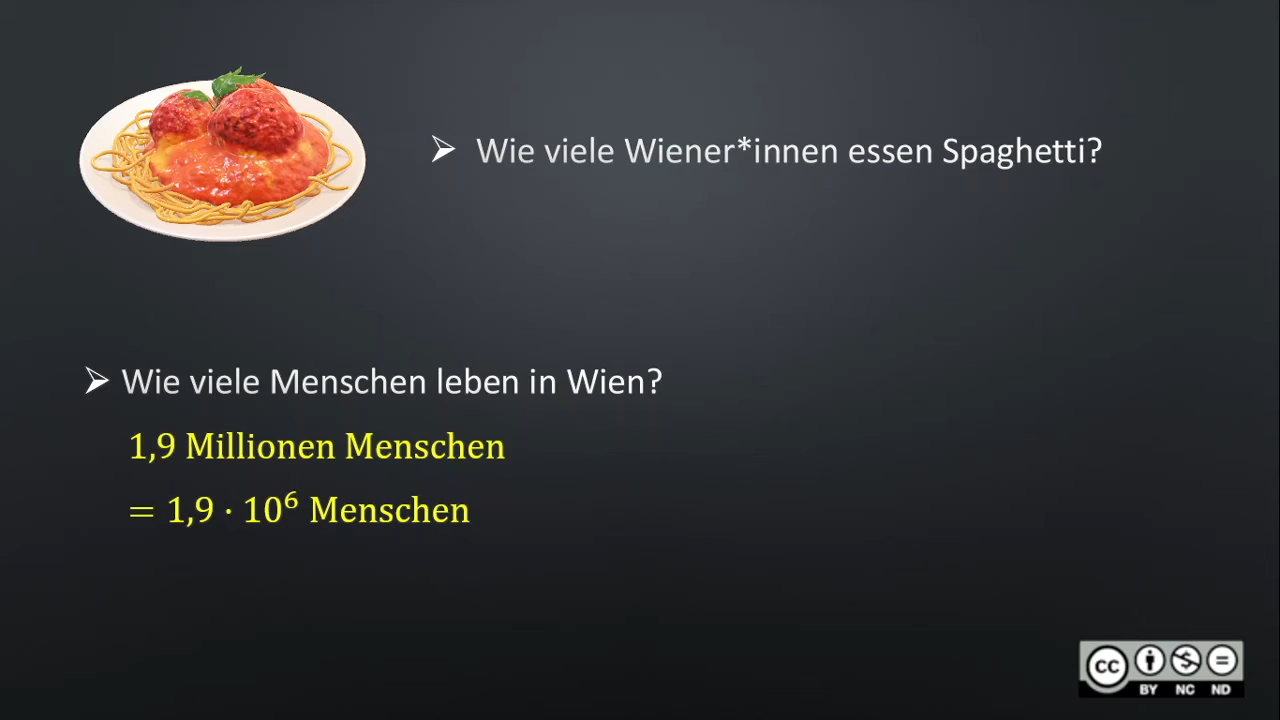 ➢ Wie viele Wiener*innen essen Spaghetti?
➢ Wie viele Menschen leben in Wien?
1,9 Millionen Menschen
= 1,9 · 10⁶ Menschen
cc
BY NC ND